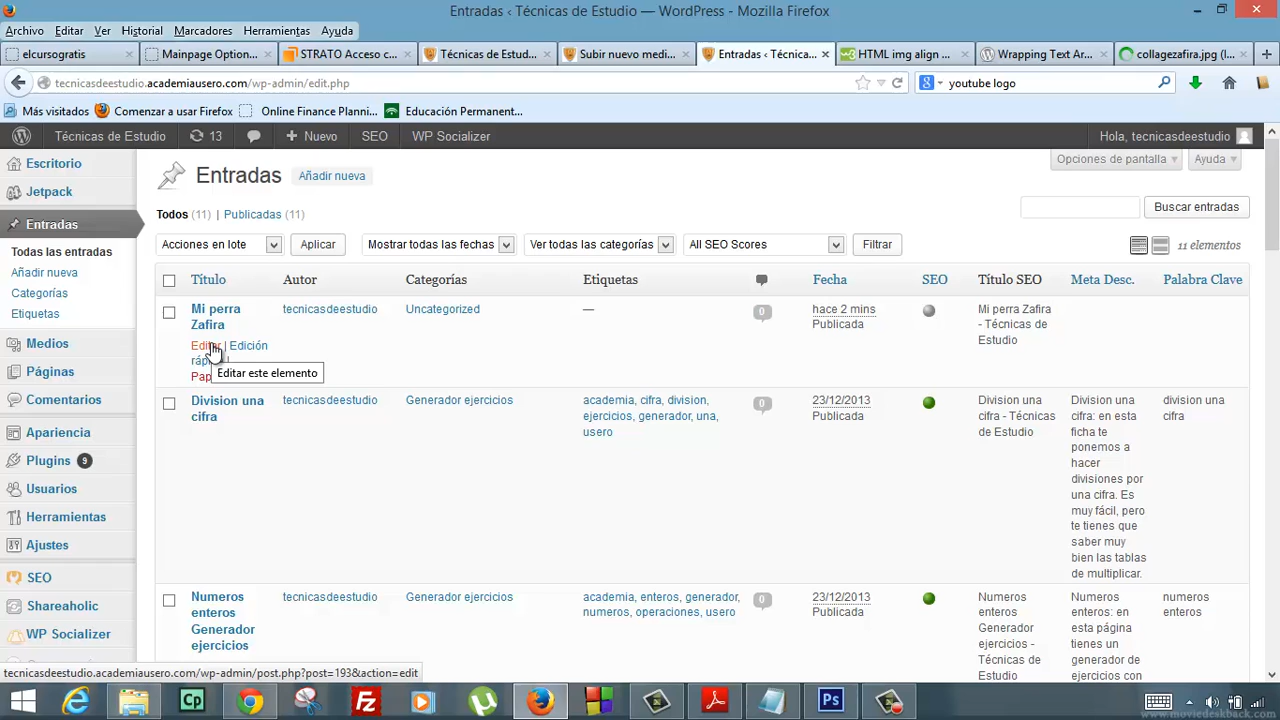 Entradas ‹ Técnicas de Estudio — WordPress - Mozilla Firefox
Archivo Editar Ver Historial Marcadores Herramientas Ayuda
elcursogratis
Mainpage Option...
STRATO Acceso c...
Técnicas de Estud...
Subir nuevo medi...
Entradas ‹ Técnica...
HTML img align ...
Wrapping Text Ar...
collagezafira.jpg (I...
tecnicasdeestudio.academiausero.com/wp-admin/edit.php
youtube logo
Más visitados Comenzar a usar Firefox Online Finance Planni... Educación Permanent...
Técnicas de Estudio 13 Nuevo SEO WP Socializer Hola, tecnicasdeestudio
Escritorio
Jetpack
Entradas
Todas las entradas
Añadir nueva
Categorías
Etiquetas
Medios
Páginas
Comentarios
Apariencia
Plugins 9
Usuarios
Herramientas
Ajustes
SEO
Shareaholic
WP Socializer
Opciones de pantalla Ayuda
Entradas Añadir nueva
Todos (11) | Publicadas (11)
Buscar entradas
Acciones en lote Aplicar Mostrar todas las fechas Ver todas las categorías All SEO Scores Filtrar 11 elementos
Título Autor Categorías Etiquetas Fecha SEO Título SEO Meta Desc. Palabra Clave
Mi perra
Zafira
Editar | Edición
Pap
Editar este elemento
tecnicasdeestudio
Uncategorized
—
0
hace 2 mins
Publicada
Mi perra Zafira
- Técnicas de
Estudio
Division una
cifra
tecnicasdeestudio
Generador ejercicios
academia, cifra, division,
ejercicios, generador, una,
usero
0
23/12/2013
Publicada
Division una
cifra - Técnicas
de Estudio
Division una
cifra: en esta
ficha te
ponemos a
hacer
divisiones por
una cifra. Es
muy fácil, pero
te tienes que
saber muy
bien las tablas
de multiplicar.
division una
cifra
Numeros
enteros
Generador
ejercicios
tecnicasdeestudio
Generador ejercicios
academia, enteros, generador,
numeros, operaciones, usero
0
23/12/2013
Publicada
Numeros
enteros
Generador
ejercicios -
Técnicas de
Estudio
Numeros
enteros: en
esta página
tienes un
generador de
ejercicios con
numeros
enteros
tecnicasdeestudio.academiausero.com/wp-admin/post.php?post=193&action=edit
Cp
Fz
Ps
www.moviedeskback.com